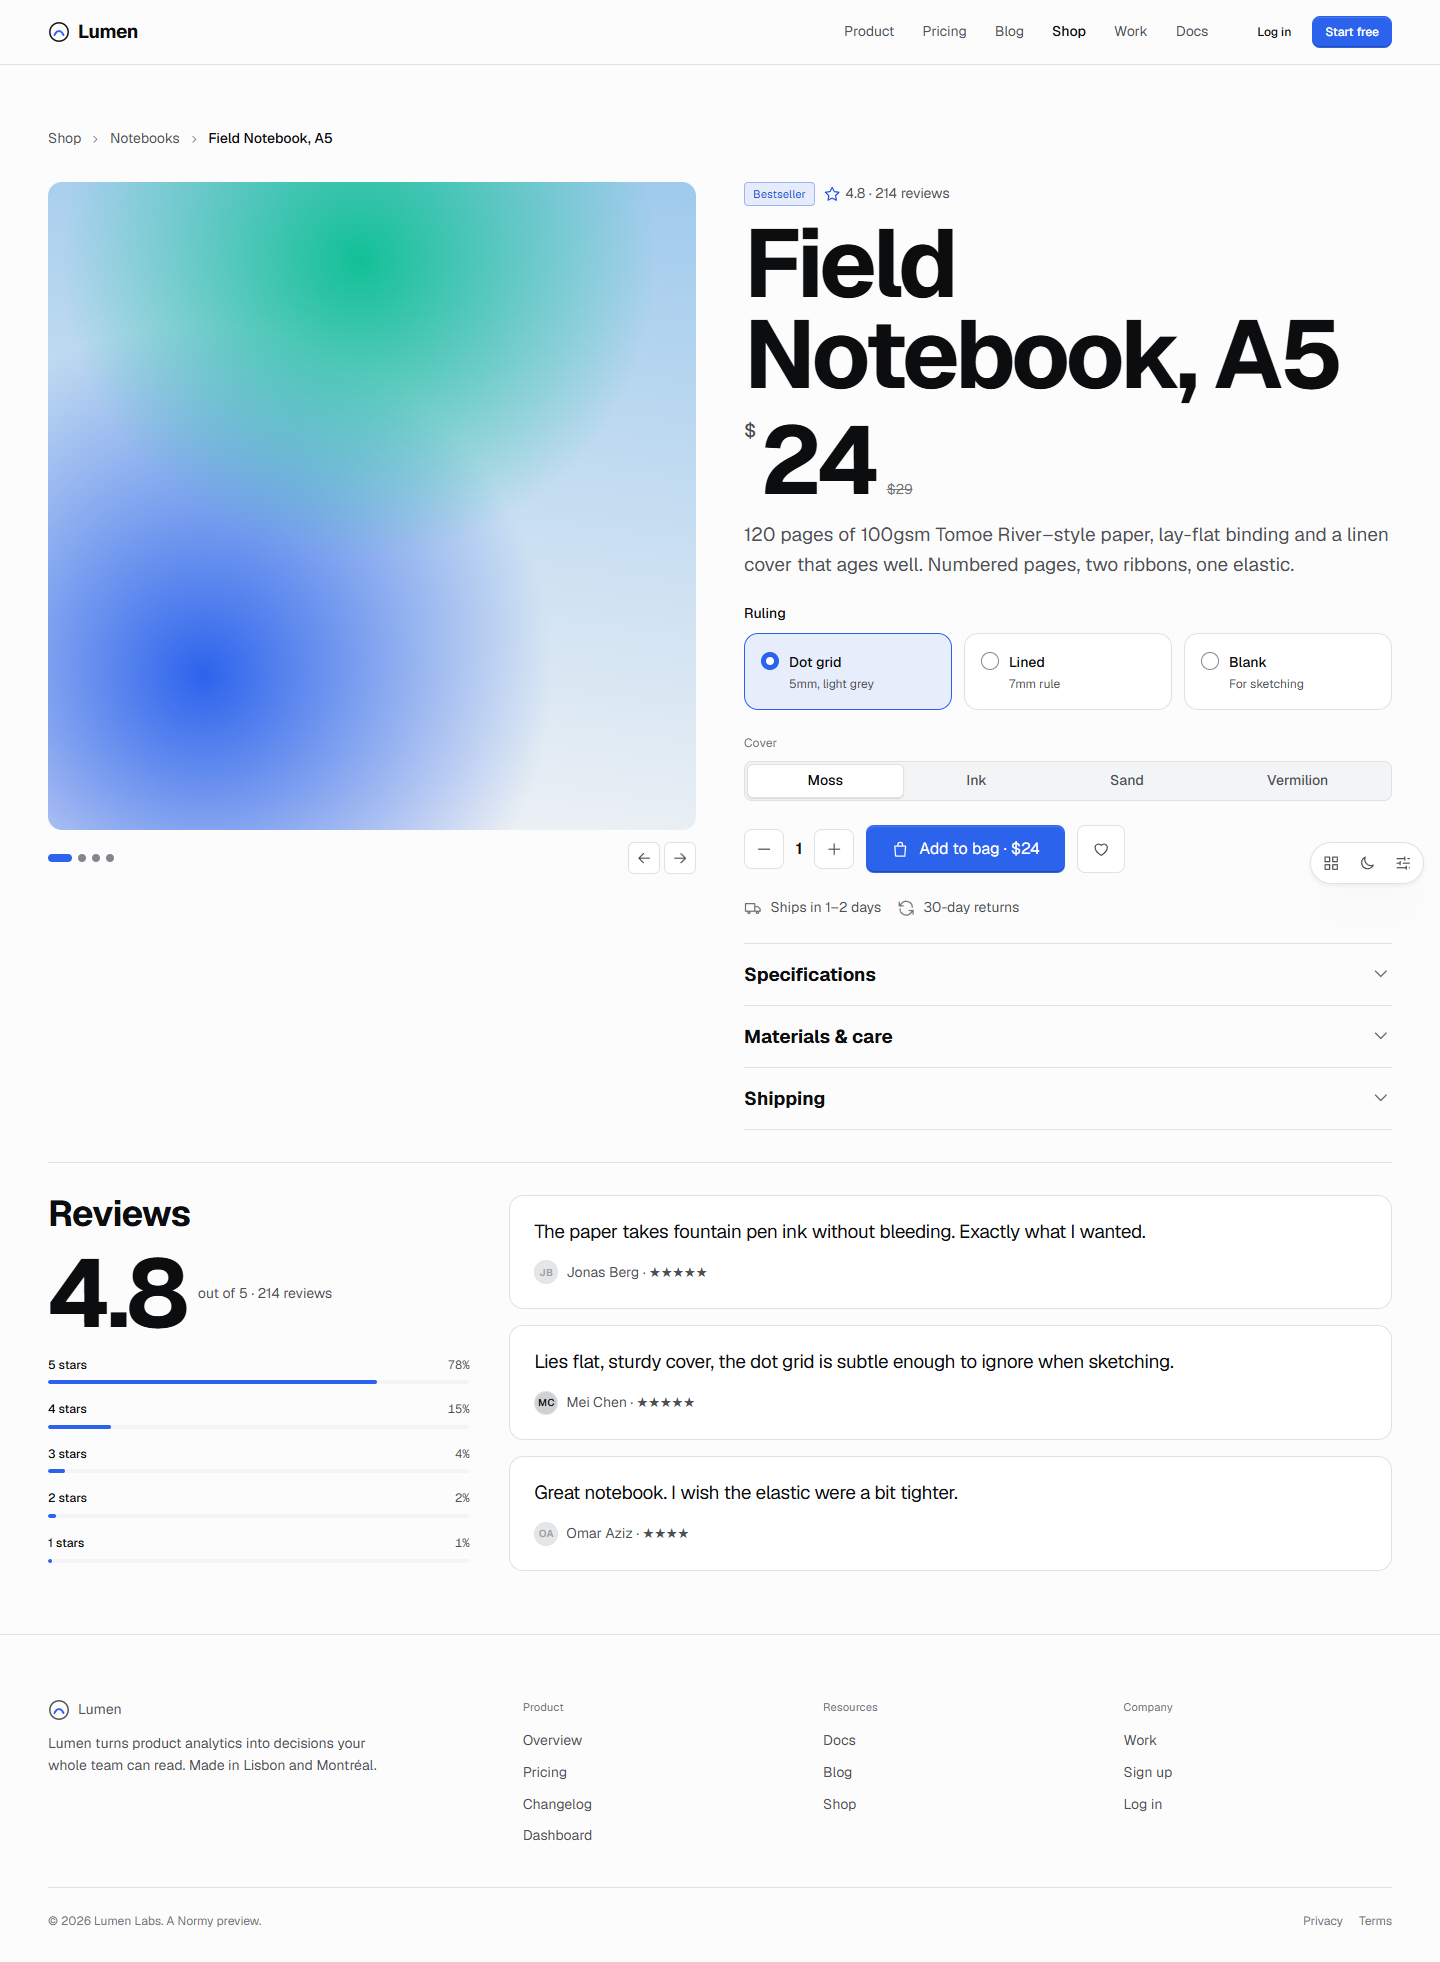 Lumen
Product Pricing Blog Shop Work Docs Log in Start free
Shop › Notebooks › Field Notebook, A5
Bestseller 4.8 · 214 reviews
Field
Notebook, A5
$24 $29
120 pages of 100gsm Tomoe River–style paper, lay-flat binding and a linen
cover that ages well. Numbered pages, two ribbons, one elastic.
Ruling
Dot grid
5mm, light grey
Lined
7mm rule
Blank
For sketching
Cover
Moss Ink Sand Vermilion
1 Add to bag · $24
Ships in 1–2 days 30-day returns
Specifications
Materials & care
Shipping
Reviews
4.8 out of 5 · 214 reviews
5 stars 78%
4 stars 15%
3 stars 4%
2 stars 2%
1 stars 1%
The paper takes fountain pen ink without bleeding. Exactly what I wanted.
JB Jonas Berg · ★★★★★
Lies flat, sturdy cover, the dot grid is subtle enough to ignore when sketching.
MC Mei Chen · ★★★★★
Great notebook. I wish the elastic were a bit tighter.
OA Omar Aziz · ★★★★
Lumen
Lumen turns product analytics into decisions your
whole team can read. Made in Lisbon and Montréal.
Product
Overview
Pricing
Changelog
Dashboard
Resources
Docs
Blog
Shop
Company
Work
Sign up
Log in
© 2026 Lumen Labs. A Normy preview.
Privacy Terms